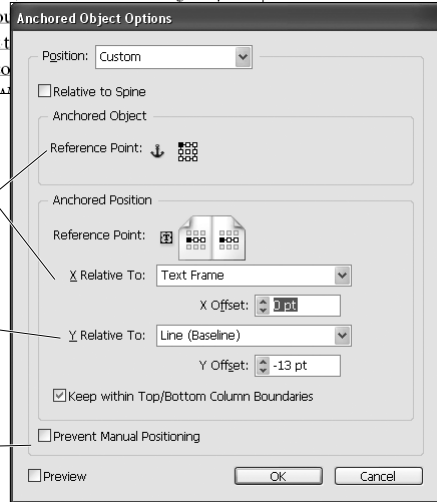 Anchored Object Options
Position: Custom
Relative to Spine
Anchored Object
Reference Point:
Anchored Position
Reference Point:
X Relative To: Text Frame
X Offset: 0 pt
Y Relative To: Line (Baseline)
Y Offset: -13 pt
Keep within Top/Bottom Column Boundaries
Prevent Manual Positioning
Preview OK Cancel